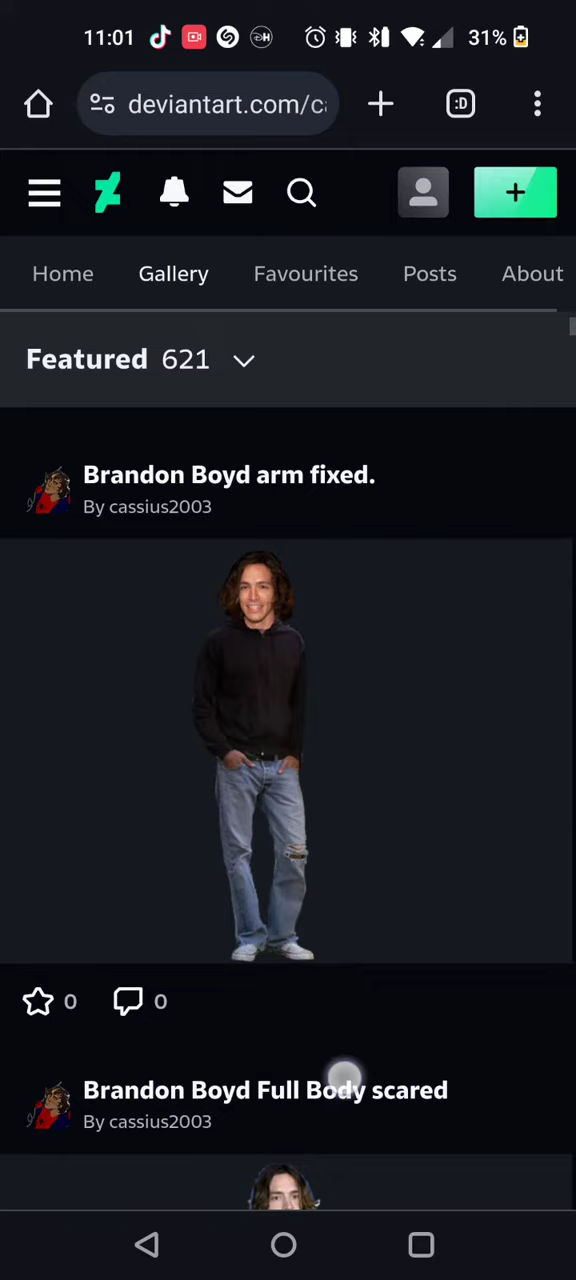 11:01
31%
deviantart.com/ca
:D
Home Gallery Favourites Posts About
Featured 621
Brandon Boyd arm fixed.
By cassius2003
0 0
Brandon Boyd Full Body scared
By cassius2003